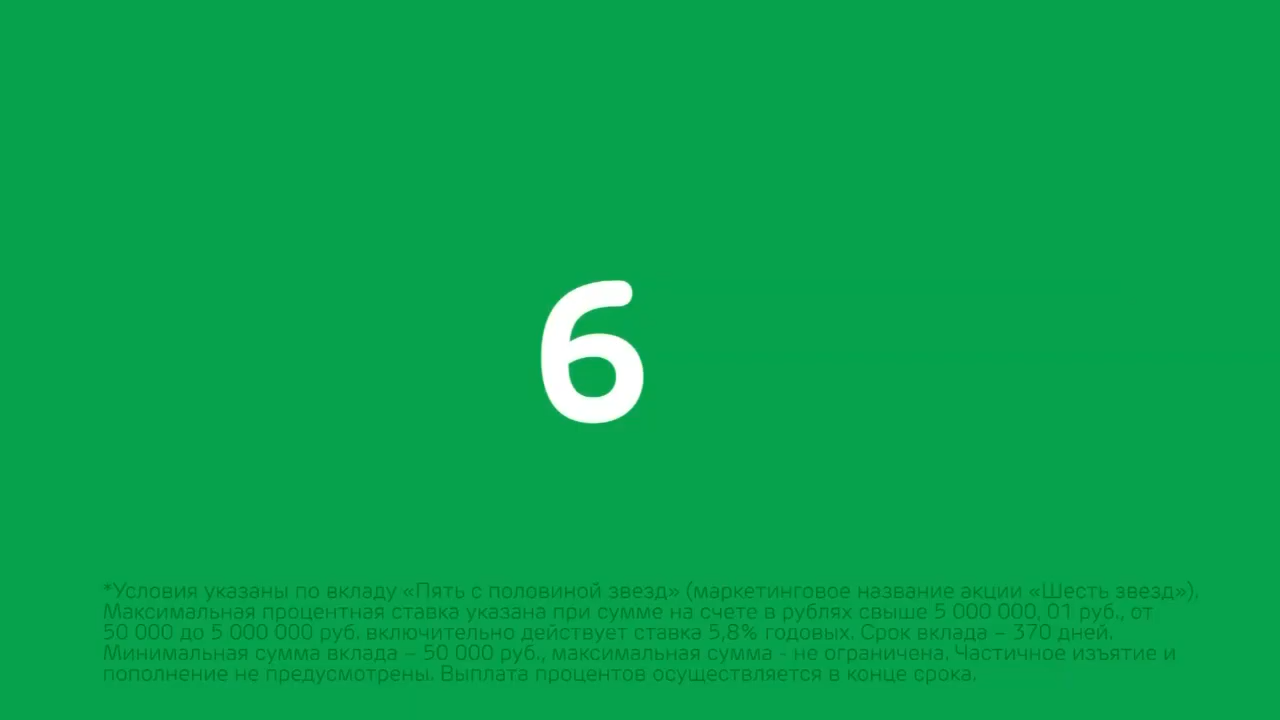 6
*Условия указаны по вкладу «Пять с половиной звезд» (маркетинговое название акции «Шесть звезд»).
Максимальная процентная ставка указана при сумме на счете в рублях свыше 5 000 000, 01 руб., от
50 000 до 5 000 000 руб. включительно действует ставка 5,8% годовых. Срок вклада – 370 дней.
Минимальная сумма вклада – 50 000 руб., максимальная сумма - не ограничена. Частичное изъятие и
пополнение не предусмотрены. Выплата процентов осуществляется в конце срока.